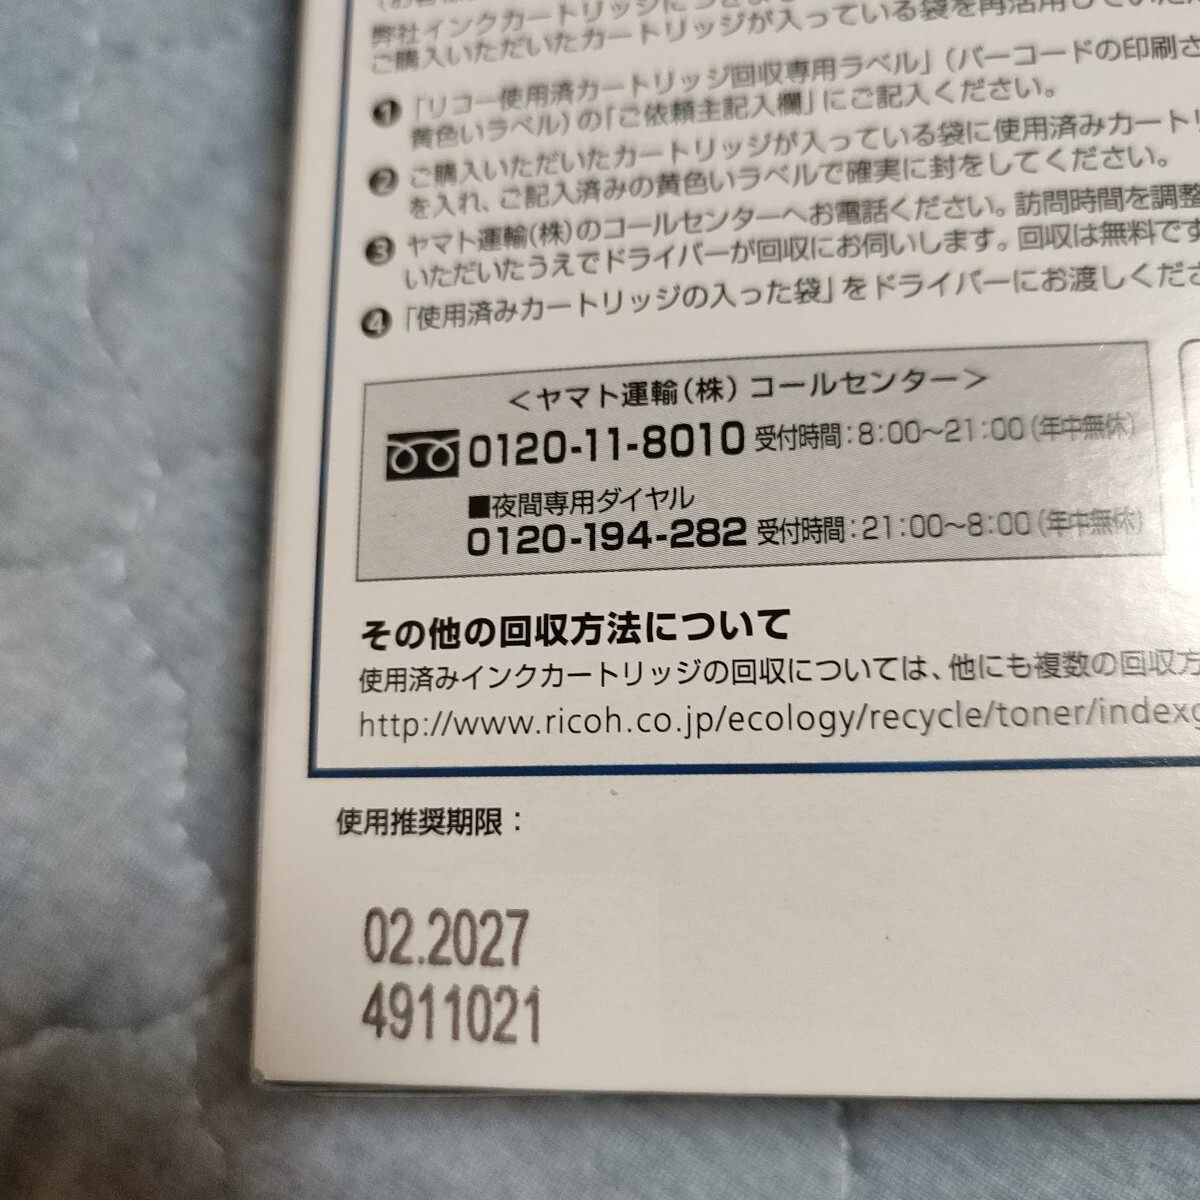 弊社インクカートリッジにつきまし
ご購入いただいたカートリッジが入っている袋を再活用していただ
❶ 「リコー使用済カートリッジ回収専用ラベル」(バーコードの印刷さ
黄色いラベル)の「ご依頼主記入欄」にご記入ください。
❷ ご購入いただいたカートリッジが入っている袋に使用済みカートリ
を入れ、ご記入済みの黄色いラベルで確実に封をしてください。
❸ ヤマト運輸(株)のコールセンターへお電話ください。訪問時間を調整
いただいたうえでドライバーが回収にお伺いします。回収は無料です
❹ 「使用済みカートリッジの入った袋」をドライバーにお渡しくださ
<ヤマト運輸(株) コールセンター>
0120-11-8010 受付時間:8:00~21:00(年中無休)
■夜間専用ダイヤル
0120-194-282 受付時間:21:00~8:00(年中無休)
その他の回収方法について
使用済みインクカートリッジの回収については、他にも複数の回収方
http://www.ricoh.co.jp/ecology/recycle/toner/indexg
使用推奨期限:
02.2027
4911021